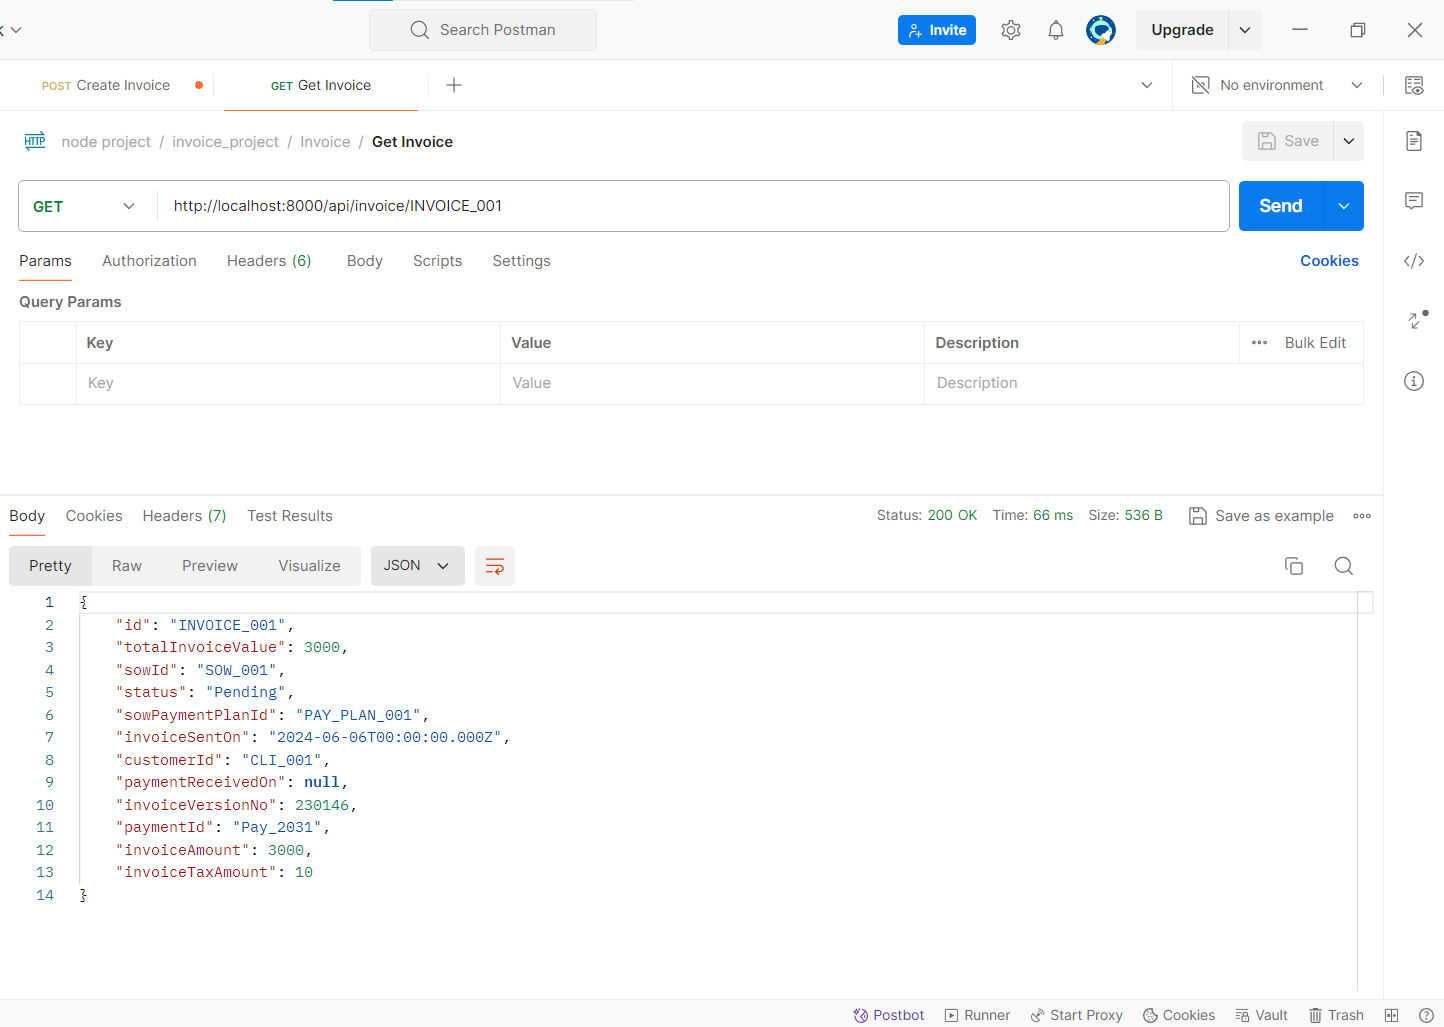 Search Postman
Invite
Upgrade
POST Create Invoice
GET Get Invoice
No environment
HTTP
node project / invoice_project / Invoice / Get Invoice
Save
GET
http://localhost:8000/api/invoice/INVOICE_001
Send
Params
Authorization
Headers (6)
Body
Scripts
Settings
Cookies
Query Params
Key
Value
Description
Bulk Edit
Key
Value
Description
Body
Cookies
Headers (7)
Test Results
Status: 200 OK
Time: 66 ms
Size: 536 B
Save as example
Pretty
Raw
Preview
Visualize
JSON
1 {
2 "id": "INVOICE_001",
3 "totalInvoiceValue": 3000,
4 "sowId": "SOW_001",
5 "status": "Pending",
6 "sowPaymentPlanId": "PAY_PLAN_001",
7 "invoiceSentOn": "2024-06-06T00:00:00.000Z",
8 "customerId": "CLI_001",
9 "paymentReceivedOn": null,
10 "invoiceVersionNo": 230146,
11 "paymentId": "Pay_2031",
12 "invoiceAmount": 3000,
13 "invoiceTaxAmount": 10
14 }
Postbot
Runner
Start Proxy
Cookies
Vault
Trash